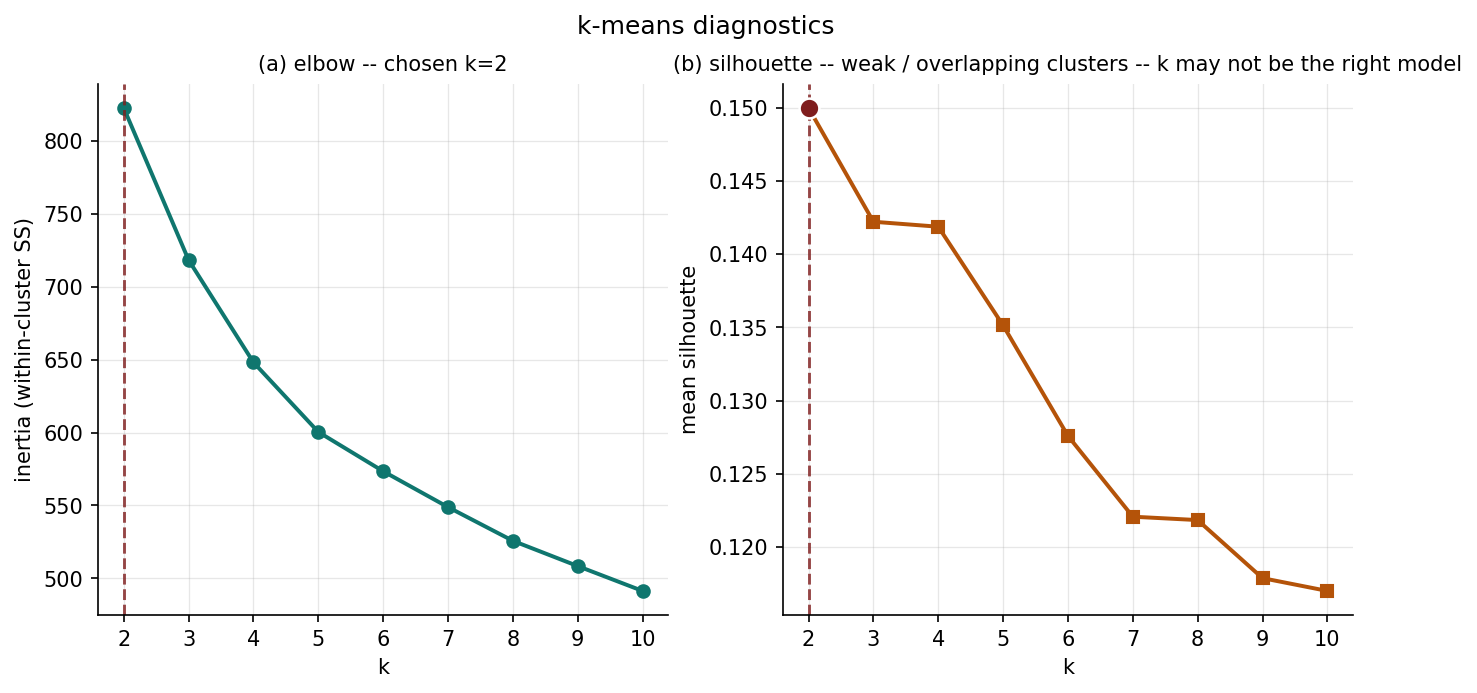 k-means diagnostics
(a) elbow -- chosen k=2
inertia (within-cluster SS)
800
750
700
650
600
550
500
2 3 4 5 6 7 8 9 10
k
(b) silhouette -- weak / overlapping clusters -- k may not be the right model
mean silhouette
0.150
0.145
0.140
0.135
0.130
0.125
0.120
2 3 4 5 6 7 8 9 10
k